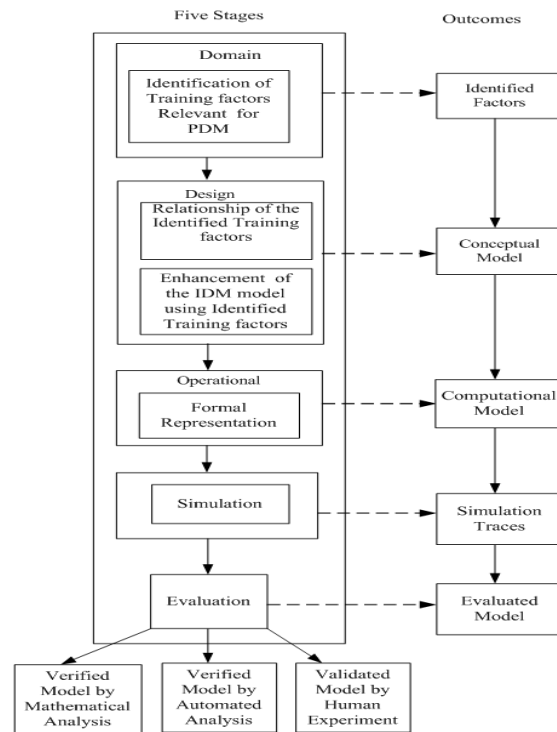 Five Stages
Outcomes
Domain
Identification of
Training factors
Relevant for
PDM
Identified
Factors
Design
Relationship of the
Identified Training
factors
Conceptual
Model
Enhancement of
the IDM model
using Identified
Training factors
Operational
Formal
Representation
Computational
Model
Simulation
Simulation
Traces
Evaluation
Evaluated
Model
Verified
Model by
Mathematical
Analysis
Verified
Model by
Automated
Analysis
Validated
Model by
Human
Experiment